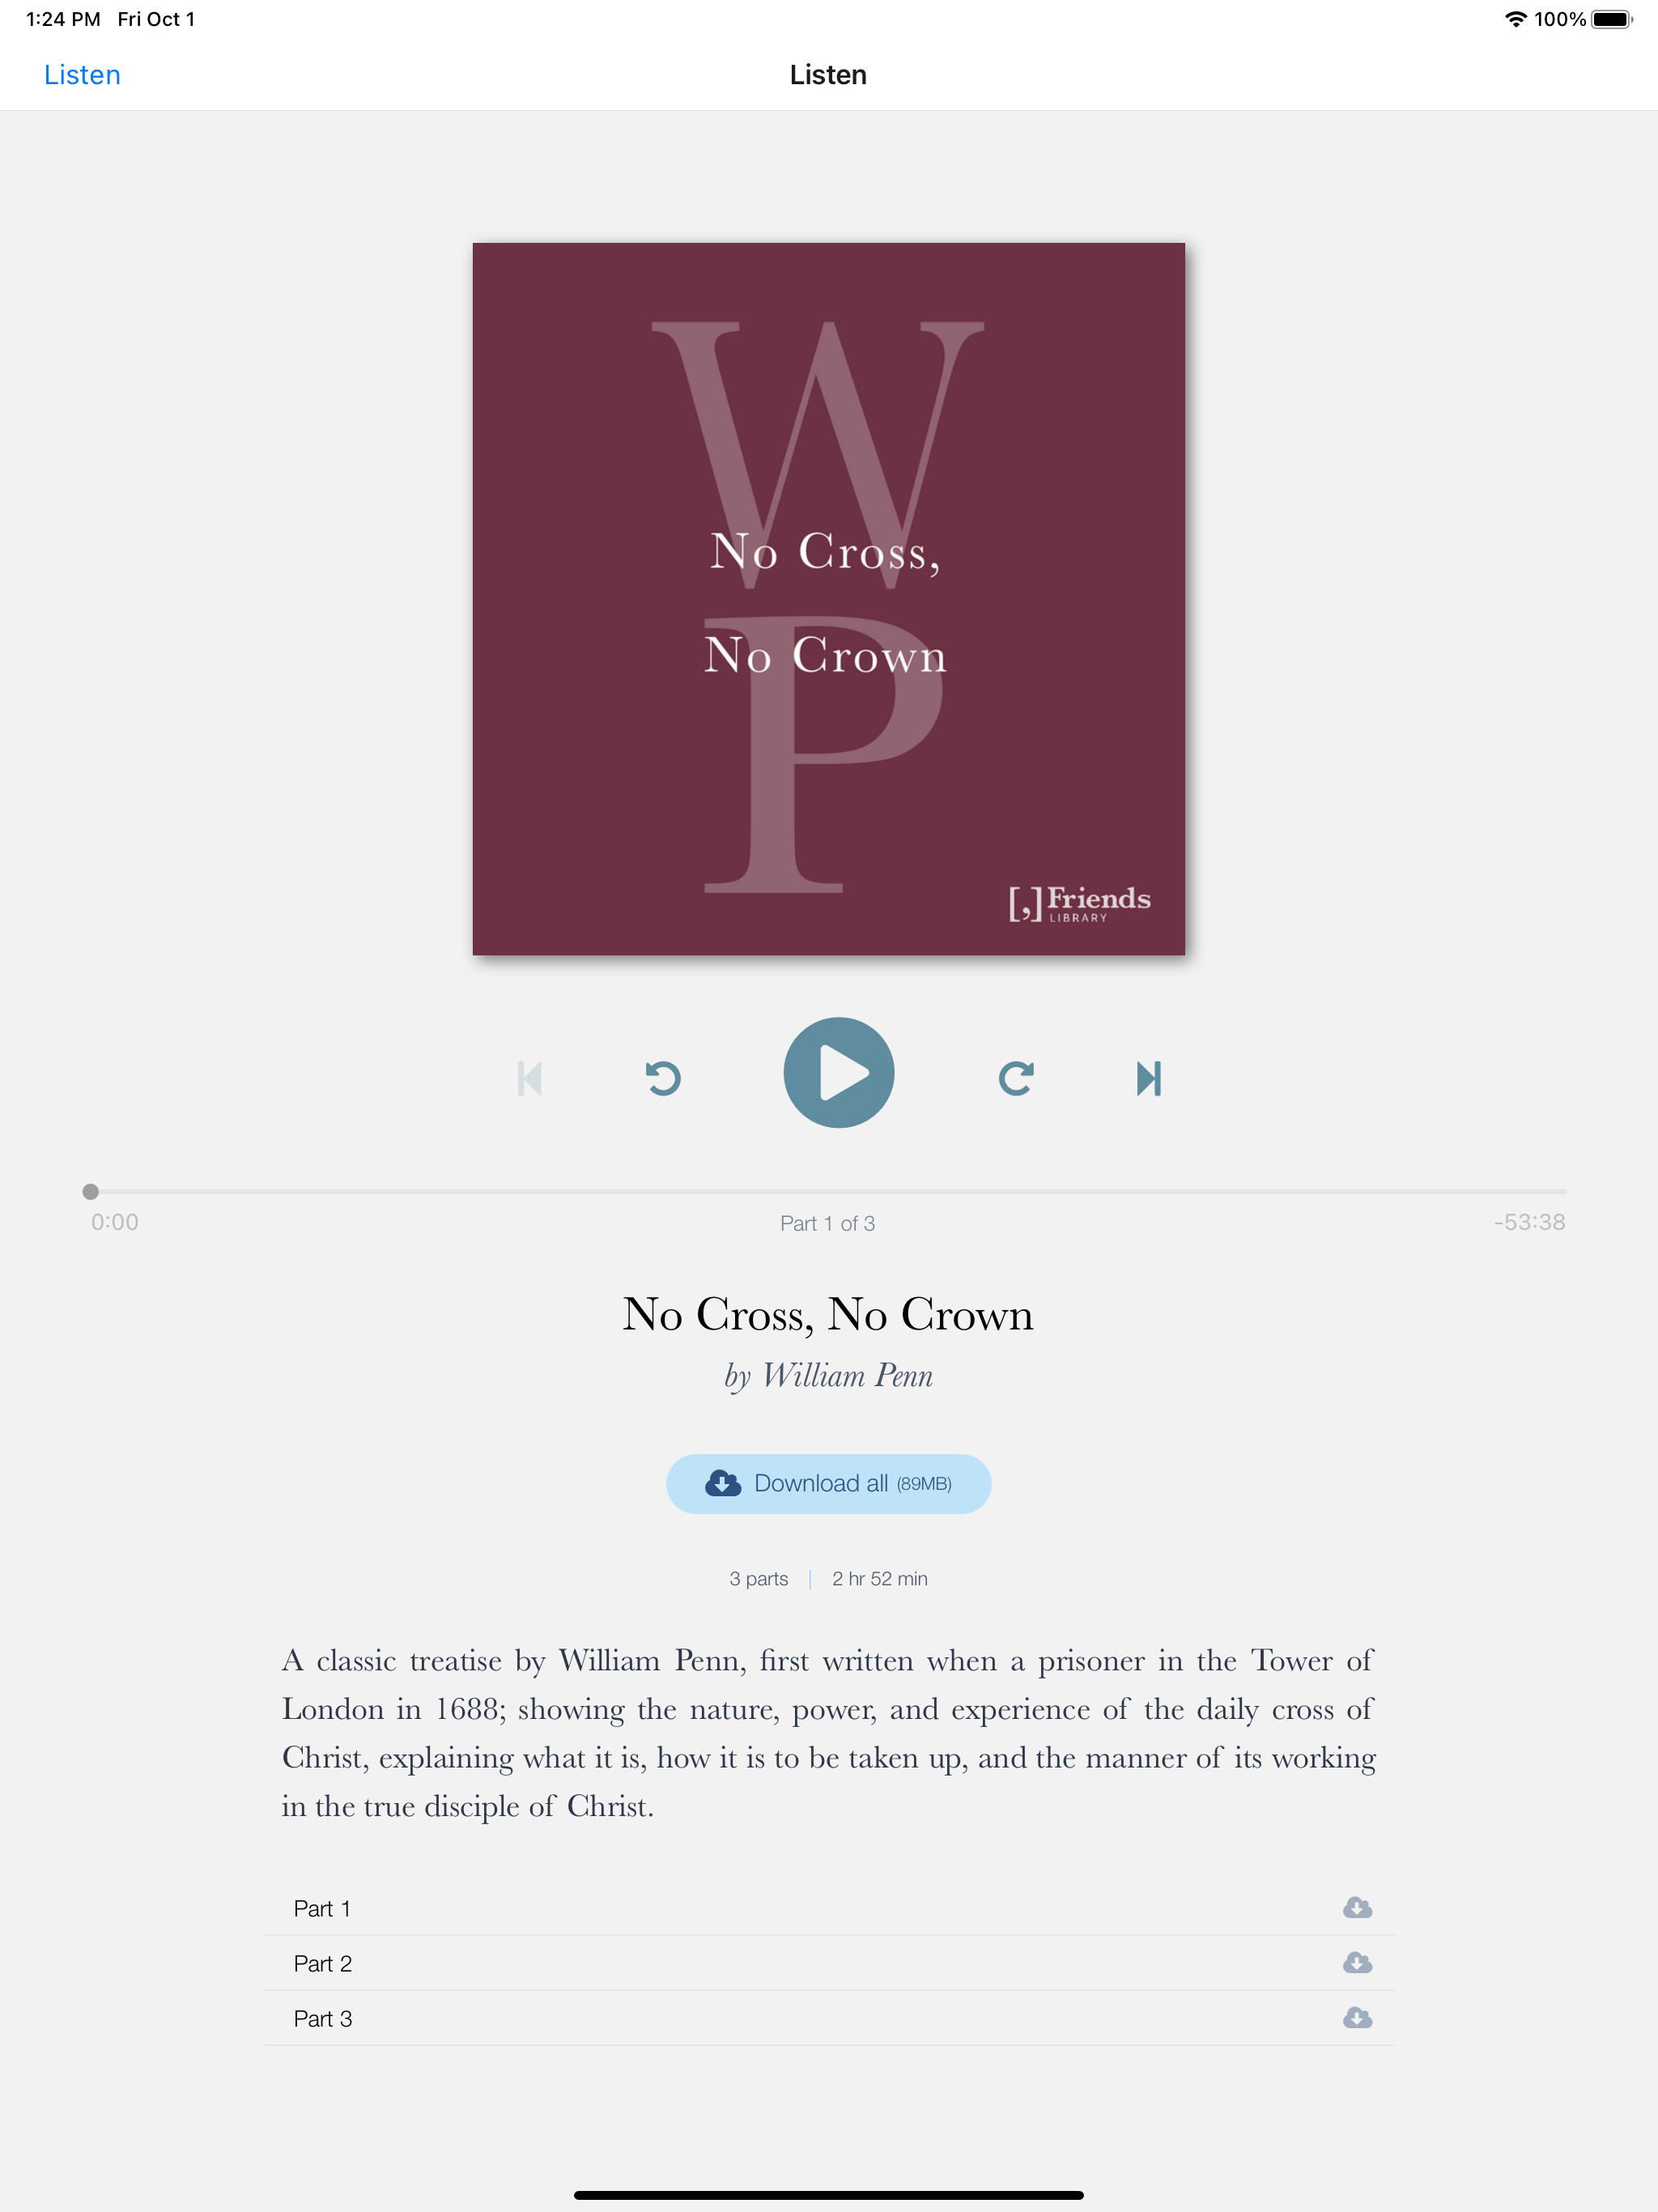 1:24 PM Fri Oct 1 100%
Listen Listen
W
No Cross,
No Crown
P
[,] Friends
LIBRARY
0:00 Part 1 of 3 -53:38
No Cross, No Crown
by William Penn
Download all (89MB)
3 parts | 2 hr 52 min
A classic treatise by William Penn, first written when a prisoner in the Tower of
London in 1688; showing the nature, power, and experience of the daily cross of
Christ, explaining what it is, how it is to be taken up, and the manner of its working
in the true disciple of Christ.
Part 1
Part 2
Part 3